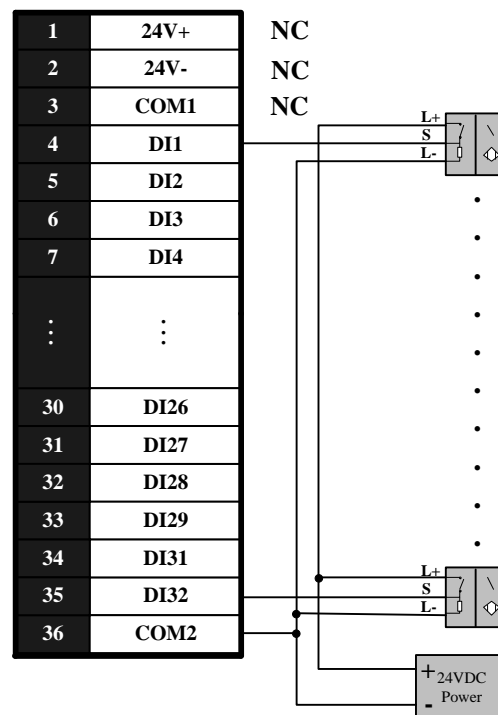 1 24V+ NC
2 24V- NC
3 COM1 NC
L+
4 DI1 S
L-
5 DI2
6 DI3
7 DI4
⋮ ⋮
30 DI26
31 DI27
32 DI28
33 DI29
34 DI31
L+
35 DI32 S
L-
36 COM2
+ 24VDC
Power
-